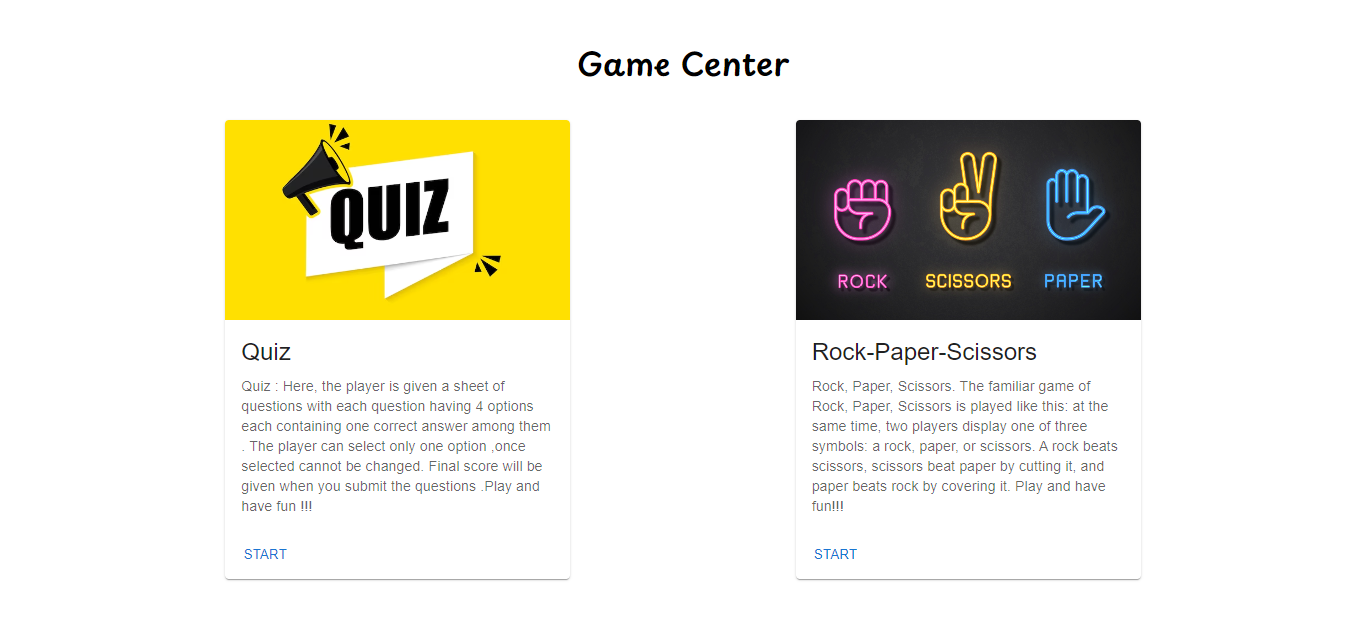 Game Center
QUIZ
Quiz
Quiz : Here, the player is given a sheet of
questions with each question having 4 options
each containing one correct answer among them
. The player can select only one option ,once
selected cannot be changed. Final score will be
given when you submit the questions .Play and
have fun !!!
START
ROCK SCISSORS PAPER
Rock-Paper-Scissors
Rock, Paper, Scissors. The familiar game of
Rock, Paper, Scissors is played like this: at the
same time, two players display one of three
symbols: a rock, paper, or scissors. A rock beats
scissors, scissors beat paper by cutting it, and
paper beats rock by covering it. Play and have
fun!!!
START